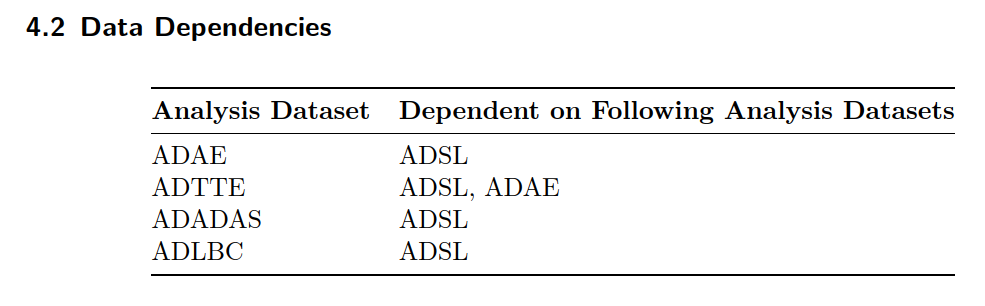 4.2 Data Dependencies
Analysis Dataset Dependent on Following Analysis Datasets
ADAE ADSL
ADTTE ADSL, ADAE
ADADAS ADSL
ADLBC ADSL